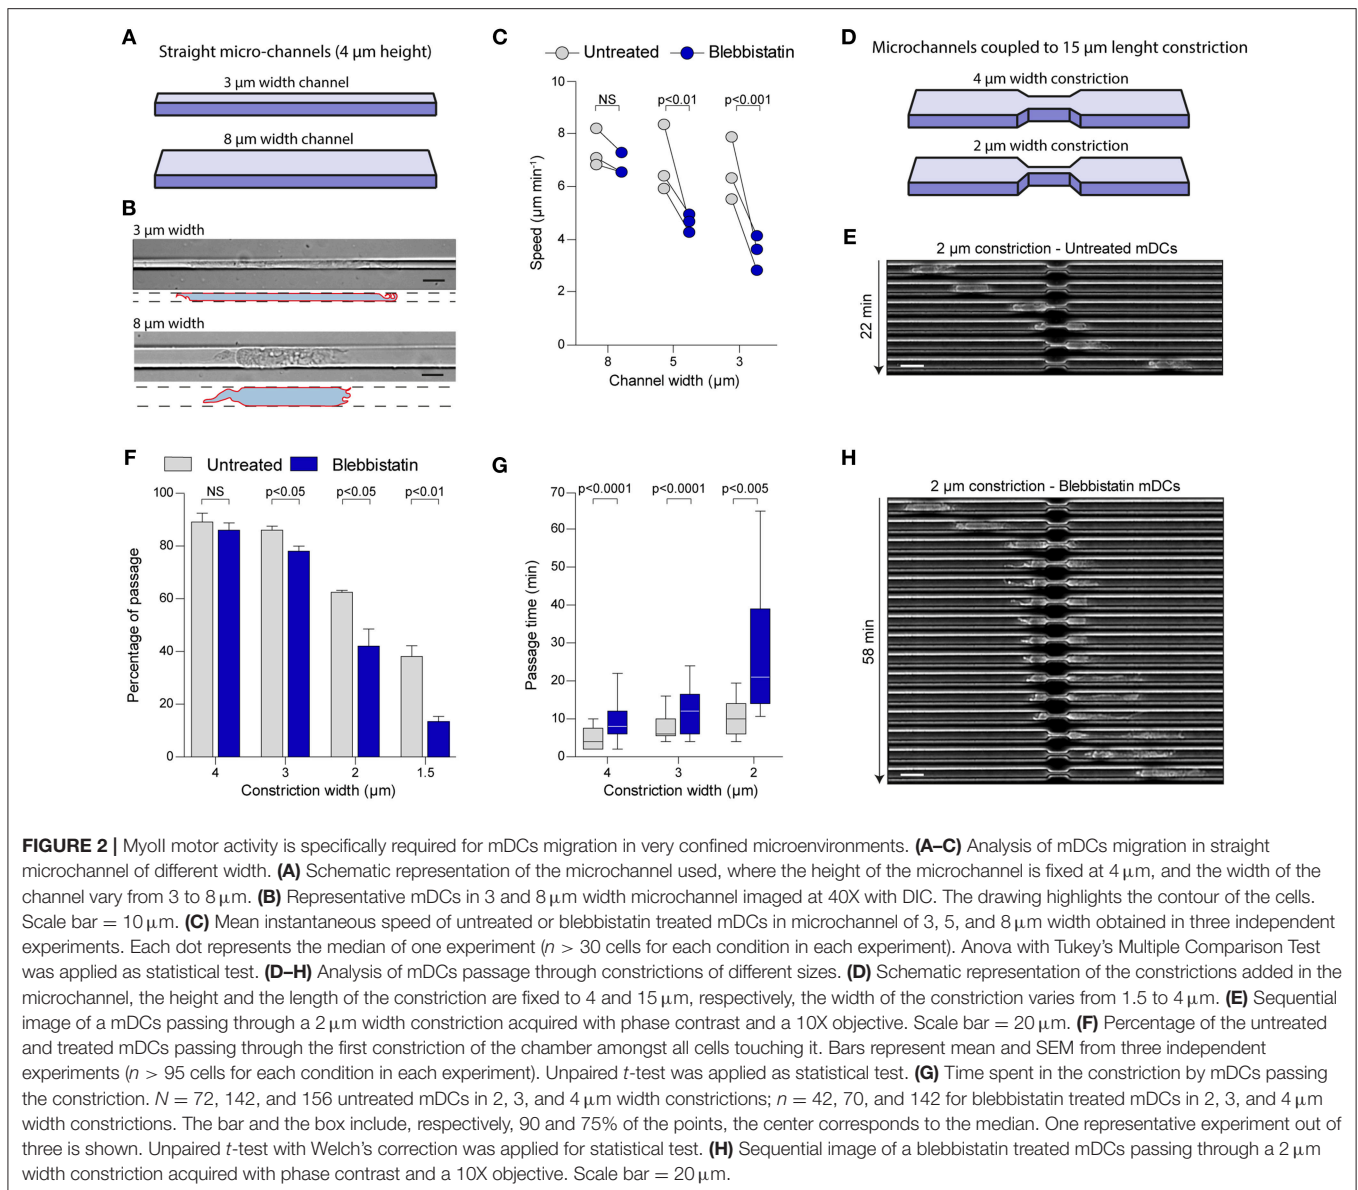 A
Straight micro-channels (4 µm height)
3 µm width channel
8 µm width channel
B
3 µm width
8 µm width
C
Untreated
Blebbistatin
10
8
6
4
2
0
Speed (µm min⁻¹)
NS
p<0.01
p<0.001
8
5
3
Channel width (µm)
D
Microchannels coupled to 15 µm lenght constriction
4 µm width constriction
2 µm width constriction
E
2 µm constriction - Untreated mDCs
22 min
F
Untreated
Blebbistatin
100
80
60
40
20
0
Percentage of passage
NS
p<0.05
p<0.05
p<0.01
4
3
2
1.5
Constriction width (µm)
G
70
60
50
40
30
20
10
0
Passage time (min)
p<0.0001
p<0.0001
p<0.005
4
3
2
Constriction width (µm)
H
2 µm constriction - Blebbistatin mDCs
58 min
FIGURE 2 | MyoII motor activity is specifically required for mDCs migration in very confined microenvironments. (A–C) Analysis of mDCs migration in straight
microchannel of different width. (A) Schematic representation of the microchannel used, where the height of the microchannel is fixed at 4 µm, and the width of the
channel vary from 3 to 8 µm. (B) Representative mDCs in 3 and 8 µm width microchannel imaged at 40X with DIC. The drawing highlights the contour of the cells.
Scale bar = 10 µm. (C) Mean instantaneous speed of untreated or blebbistatin treated mDCs in microchannel of 3, 5, and 8 µm width obtained in three independent
experiments. Each dot represents the median of one experiment (n > 30 cells for each condition in each experiment). Anova with Tukey's Multiple Comparison Test
was applied as statistical test. (D–H) Analysis of mDCs passage through constrictions of different sizes. (D) Schematic representation of the constrictions added in the
microchannel, the height and the length of the constriction are fixed to 4 and 15 µm, respectively, the width of the constriction varies from 1.5 to 4 µm. (E) Sequential
image of a mDCs passing through a 2 µm width constriction acquired with phase contrast and a 10X objective. Scale bar = 20 µm. (F) Percentage of the untreated
and treated mDCs passing through the first constriction of the chamber amongst all cells touching it. Bars represent mean and SEM from three independent
experiments (n > 95 cells for each condition in each experiment). Unpaired t-test was applied as statistical test. (G) Time spent in the constriction by mDCs passing
the constriction. N = 72, 142, and 156 untreated mDCs in 2, 3, and 4 µm width constrictions; n = 42, 70, and 142 for blebbistatin treated mDCs in 2, 3, and 4 µm
width constrictions. The bar and the box include, respectively, 90 and 75% of the points, the center corresponds to the median. One representative experiment out of
three is shown. Unpaired t-test with Welch's correction was applied for statistical test. (H) Sequential image of a blebbistatin treated mDCs passing through a 2 µm
width constriction acquired with phase contrast and a 10X objective. Scale bar = 20 µm.